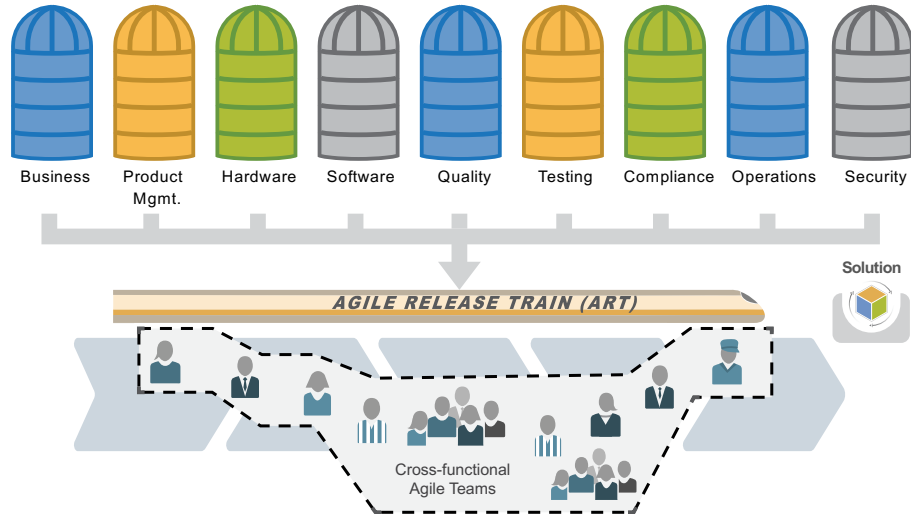 Business
Product
Mgmt.
Hardware
Software
Quality
Testing
Compliance
Operations
Security
Solution
AGILE RELEASE TRAIN (ART)
Cross-functional
Agile Teams